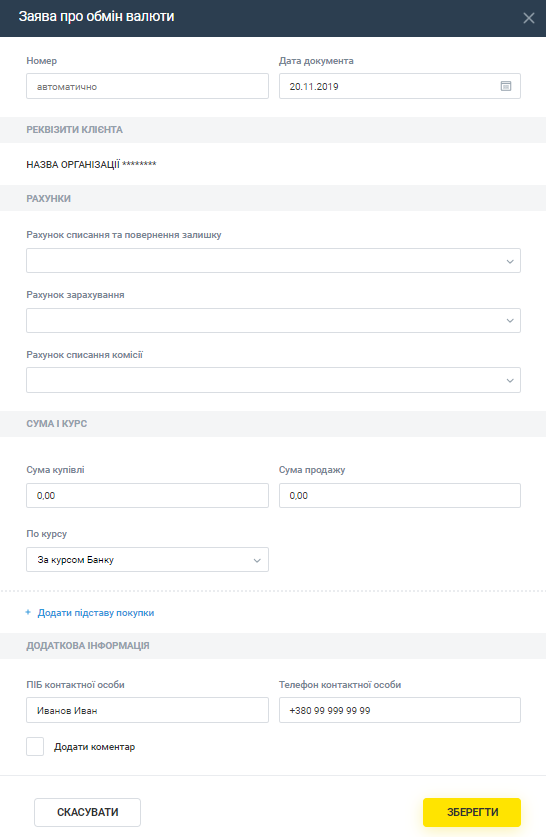 Заява про обмін валюти
Номер Дата документа
автоматично 20.11.2019
РЕКВІЗИТИ КЛІЄНТА
НАЗВА ОРГАНІЗАЦІЇ ********
РАХУНКИ
Рахунок списання та повернення залишку
Рахунок зарахування
Рахунок списання комісії
СУМА І КУРС
Сума купівлі Сума продажу
0,00 0,00
По курсу
За курсом Банку
+ Додати підставу покупки
ДОДАТКОВА ІНФОРМАЦІЯ
ПІБ контактної особи Телефон контактної особи
Иванов Иван +380 99 999 99 99
Додати коментар
СКАСУВАТИ ЗБЕРЕГТИ